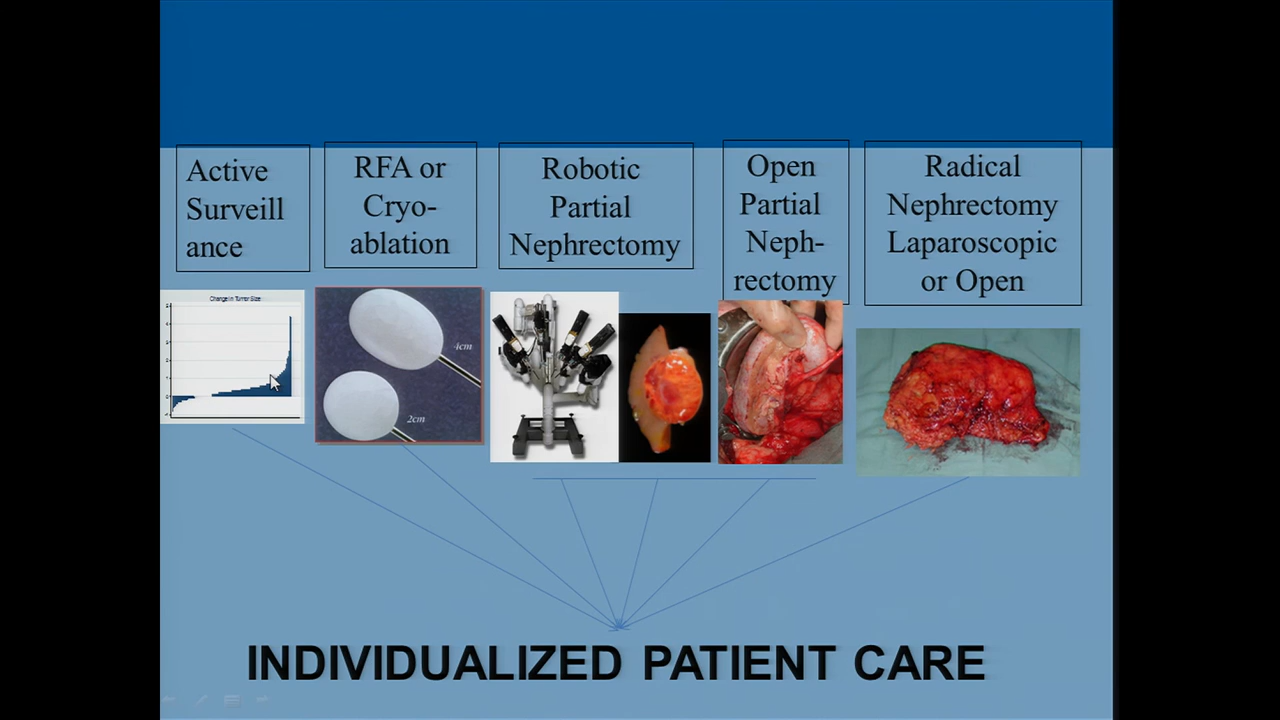 Active
Surveill
ance
RFA or
Cryo-
ablation
Robotic
Partial
Nephrectomy
Open
Partial
Neph-
rectomy
Radical
Nephrectomy
Laparoscopic
or Open
Change in Tumor Size
4cm
2cm
INDIVIDUALIZED PATIENT CARE